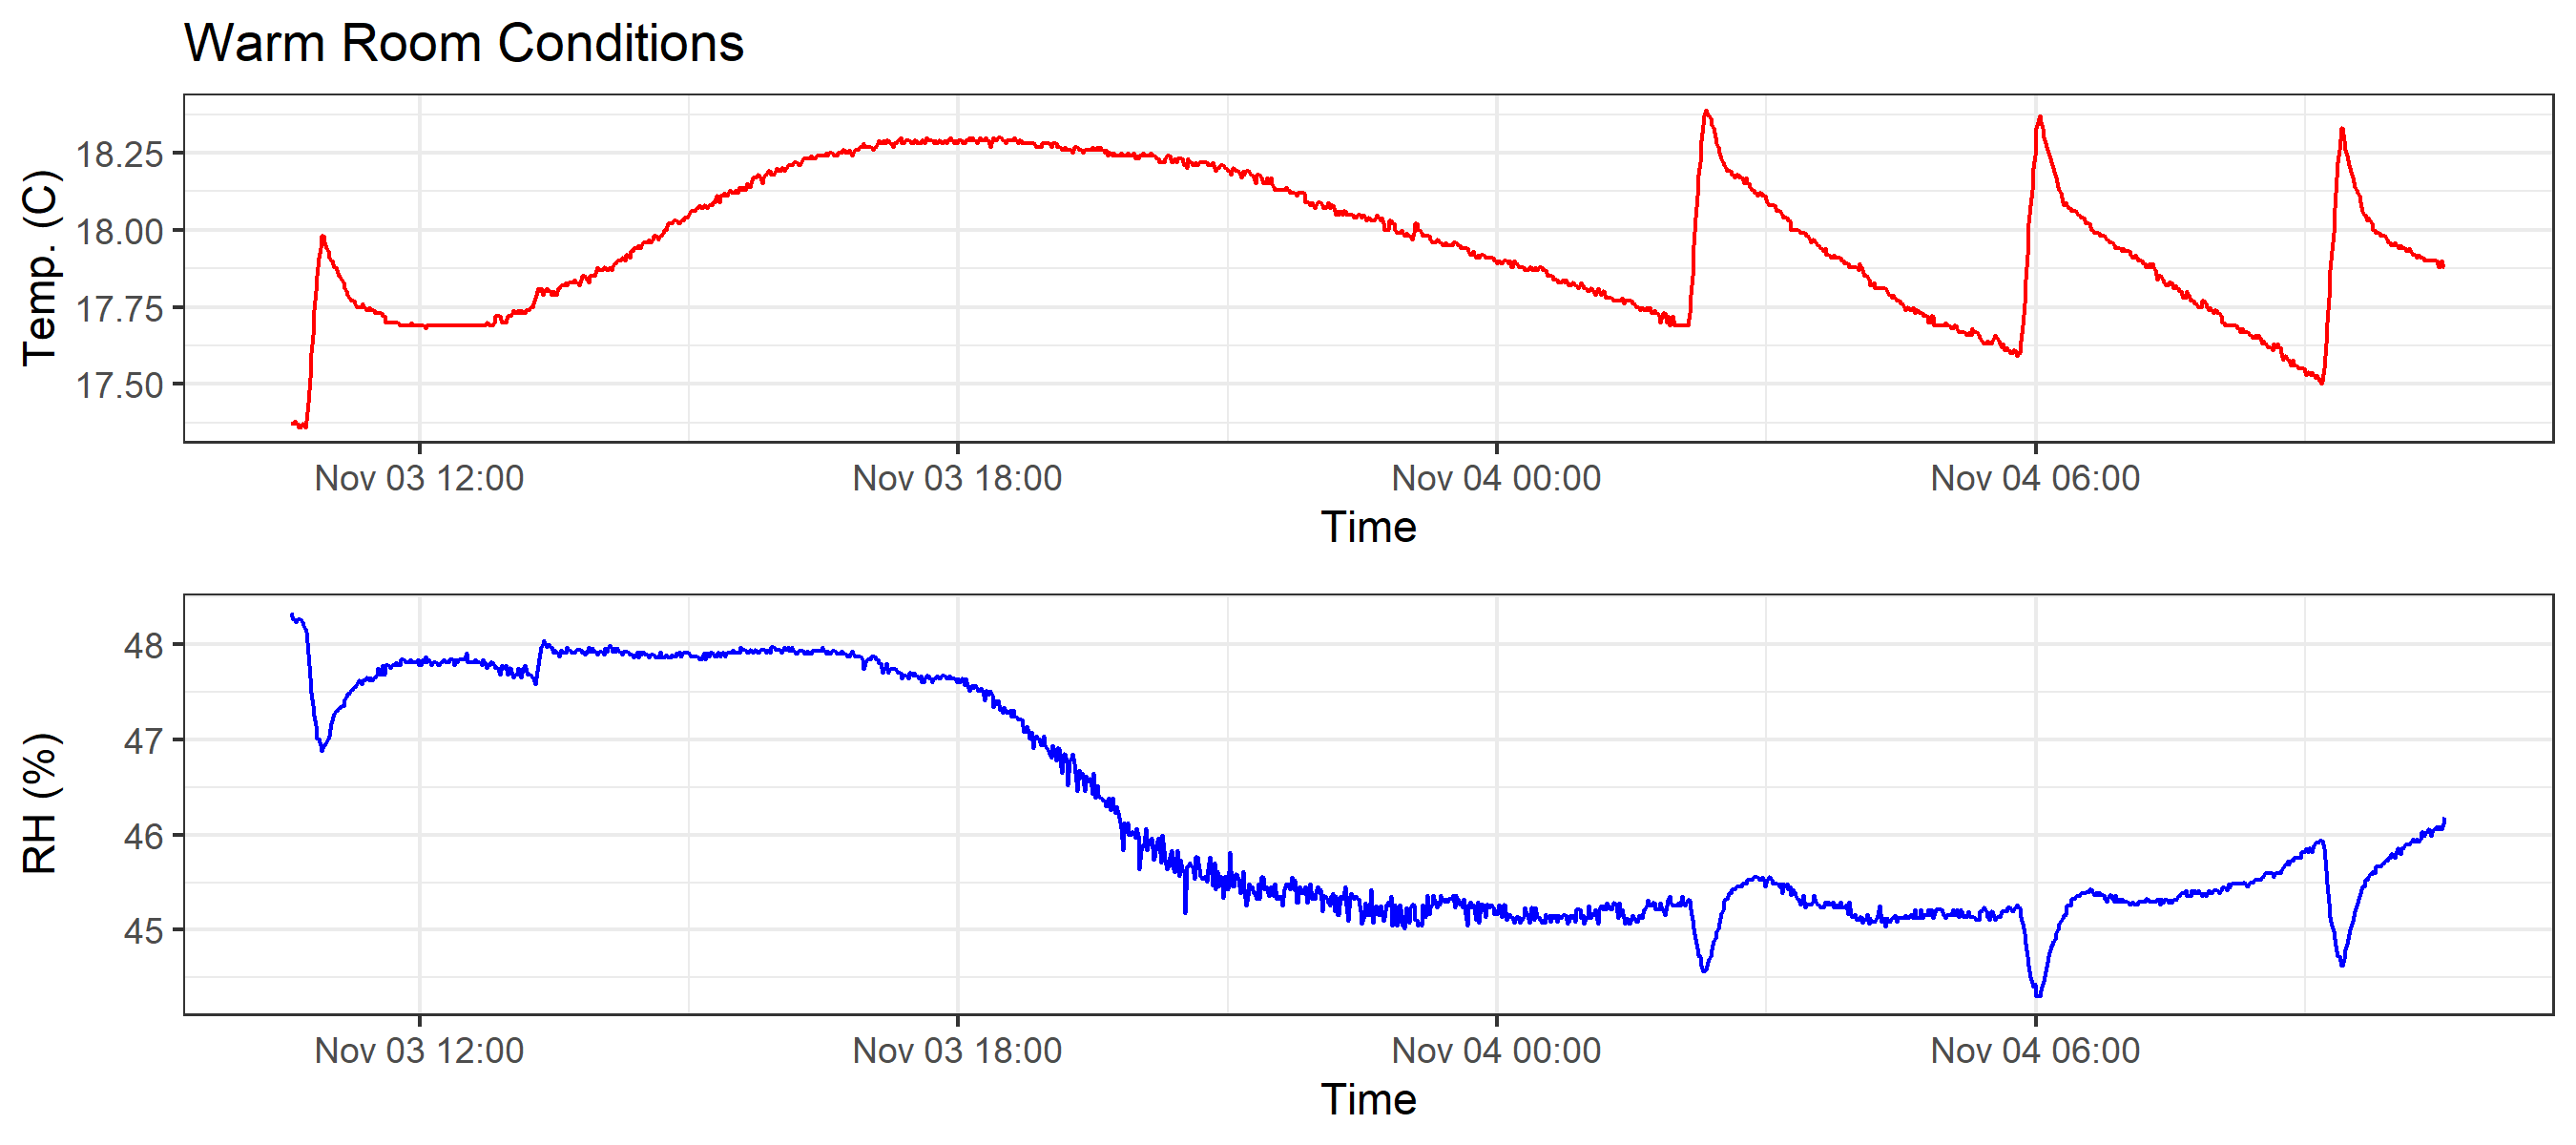 Warm Room Conditions
Temp. (C)
18.25
18.00
17.75
17.50
Nov 03 12:00 Nov 03 18:00 Nov 04 00:00 Nov 04 06:00
Time
RH (%)
48
47
46
45
Nov 03 12:00 Nov 03 18:00 Nov 04 00:00 Nov 04 06:00
Time